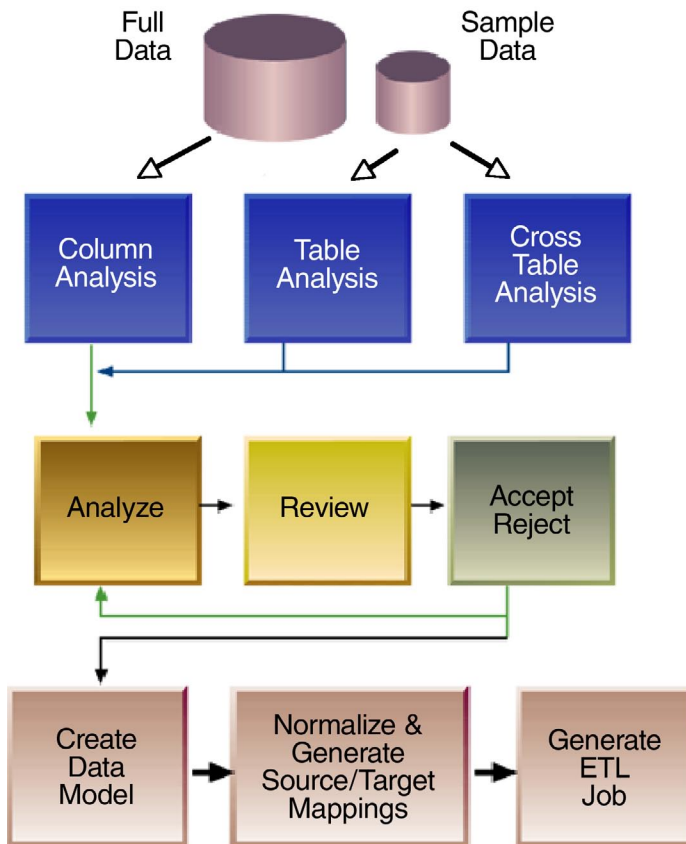 Full
Data
Sample
Data
Column
Analysis
Table
Analysis
Cross
Table
Analysis
Analyze
Review
Accept
Reject
Create
Data
Model
Normalize &
Generate
Source/Target
Mappings
Generate
ETL
Job